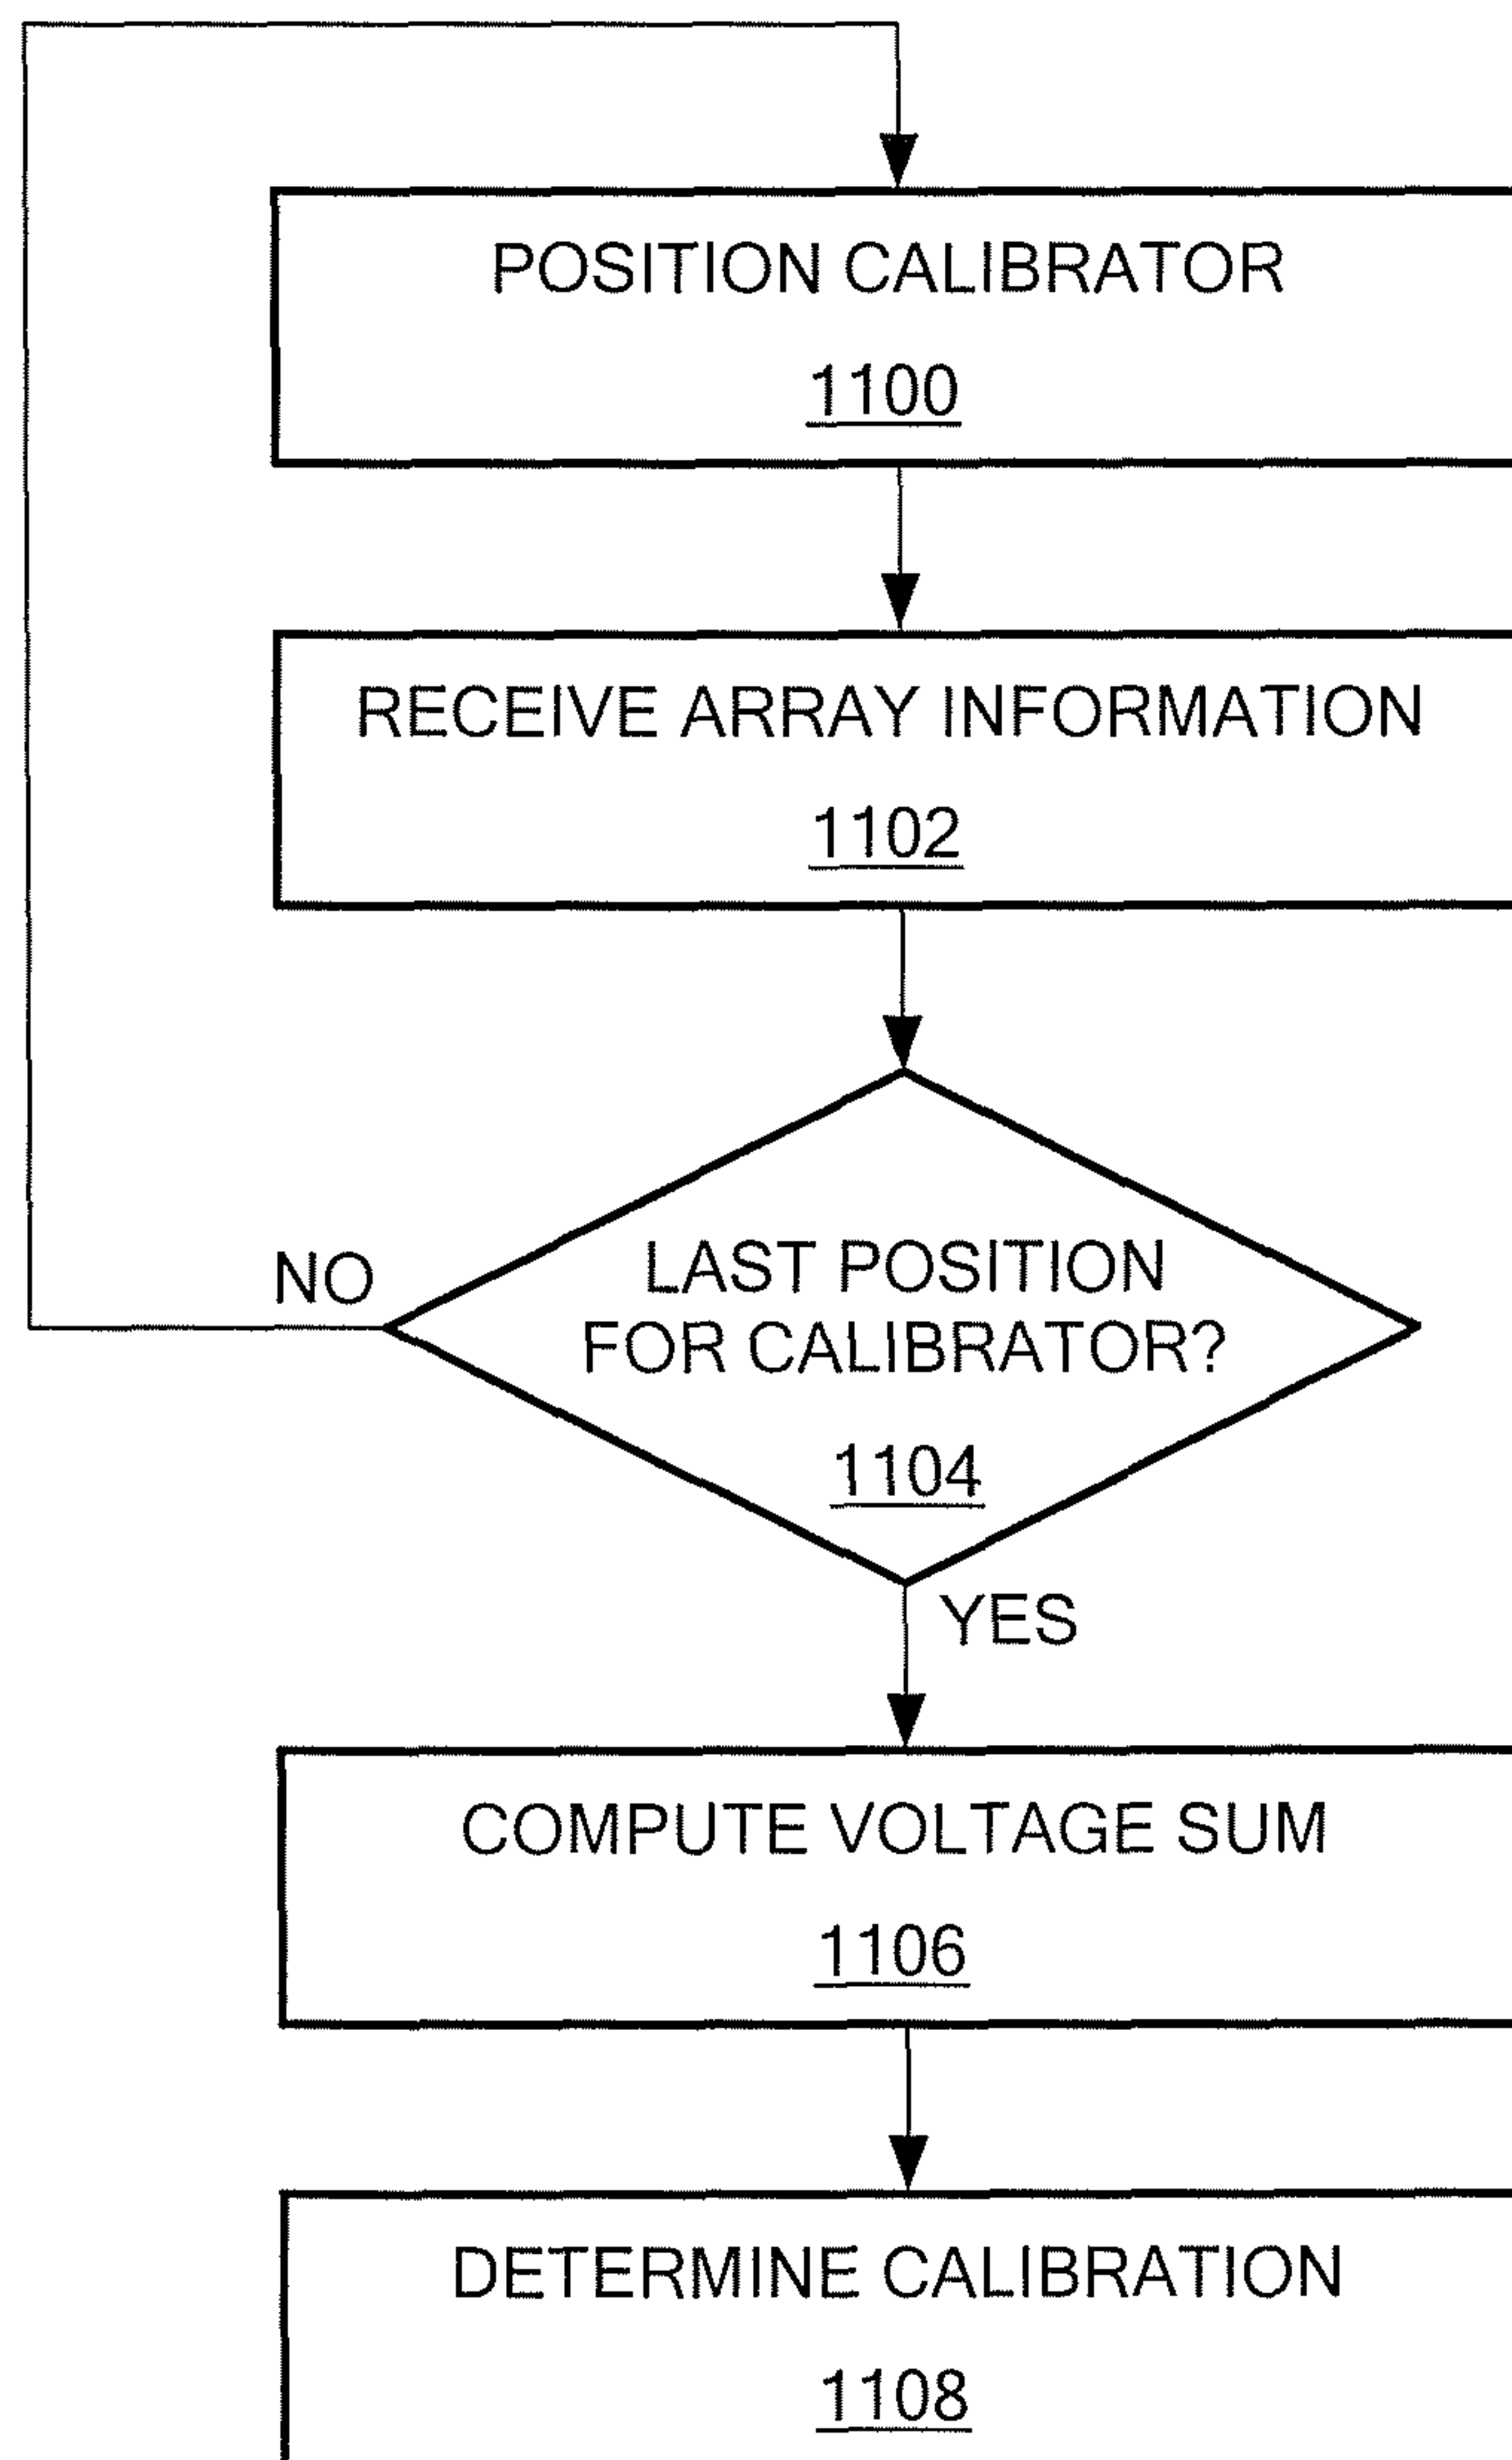 POSITION CALIBRATOR
1100
RECEIVE ARRAY INFORMATION
1102
LAST POSITION
FOR CALIBRATOR?
1104
NO
YES
COMPUTE VOLTAGE SUM
1106
DETERMINE CALIBRATION
1108